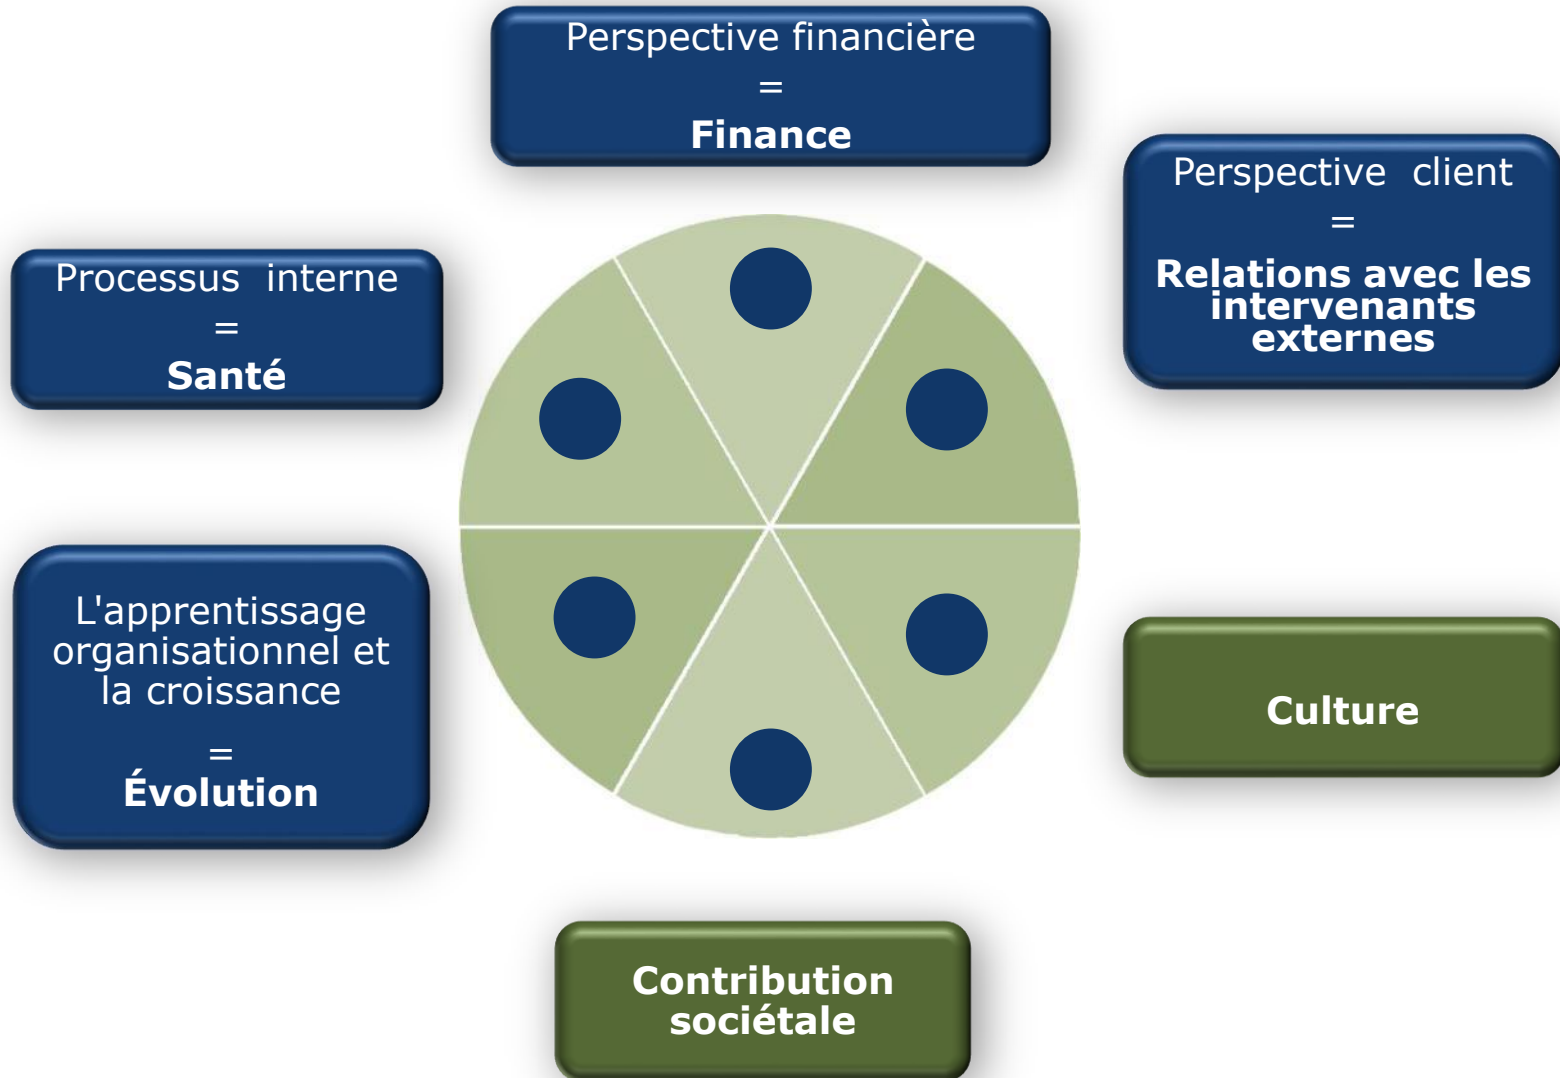 Perspective financière
=
Finance
Perspective client
=
Relations avec les
intervenants
externes
Processus interne
=
Santé
L'apprentissage
organisationnel et
la croissance
=
Évolution
Culture
Contribution
sociétale